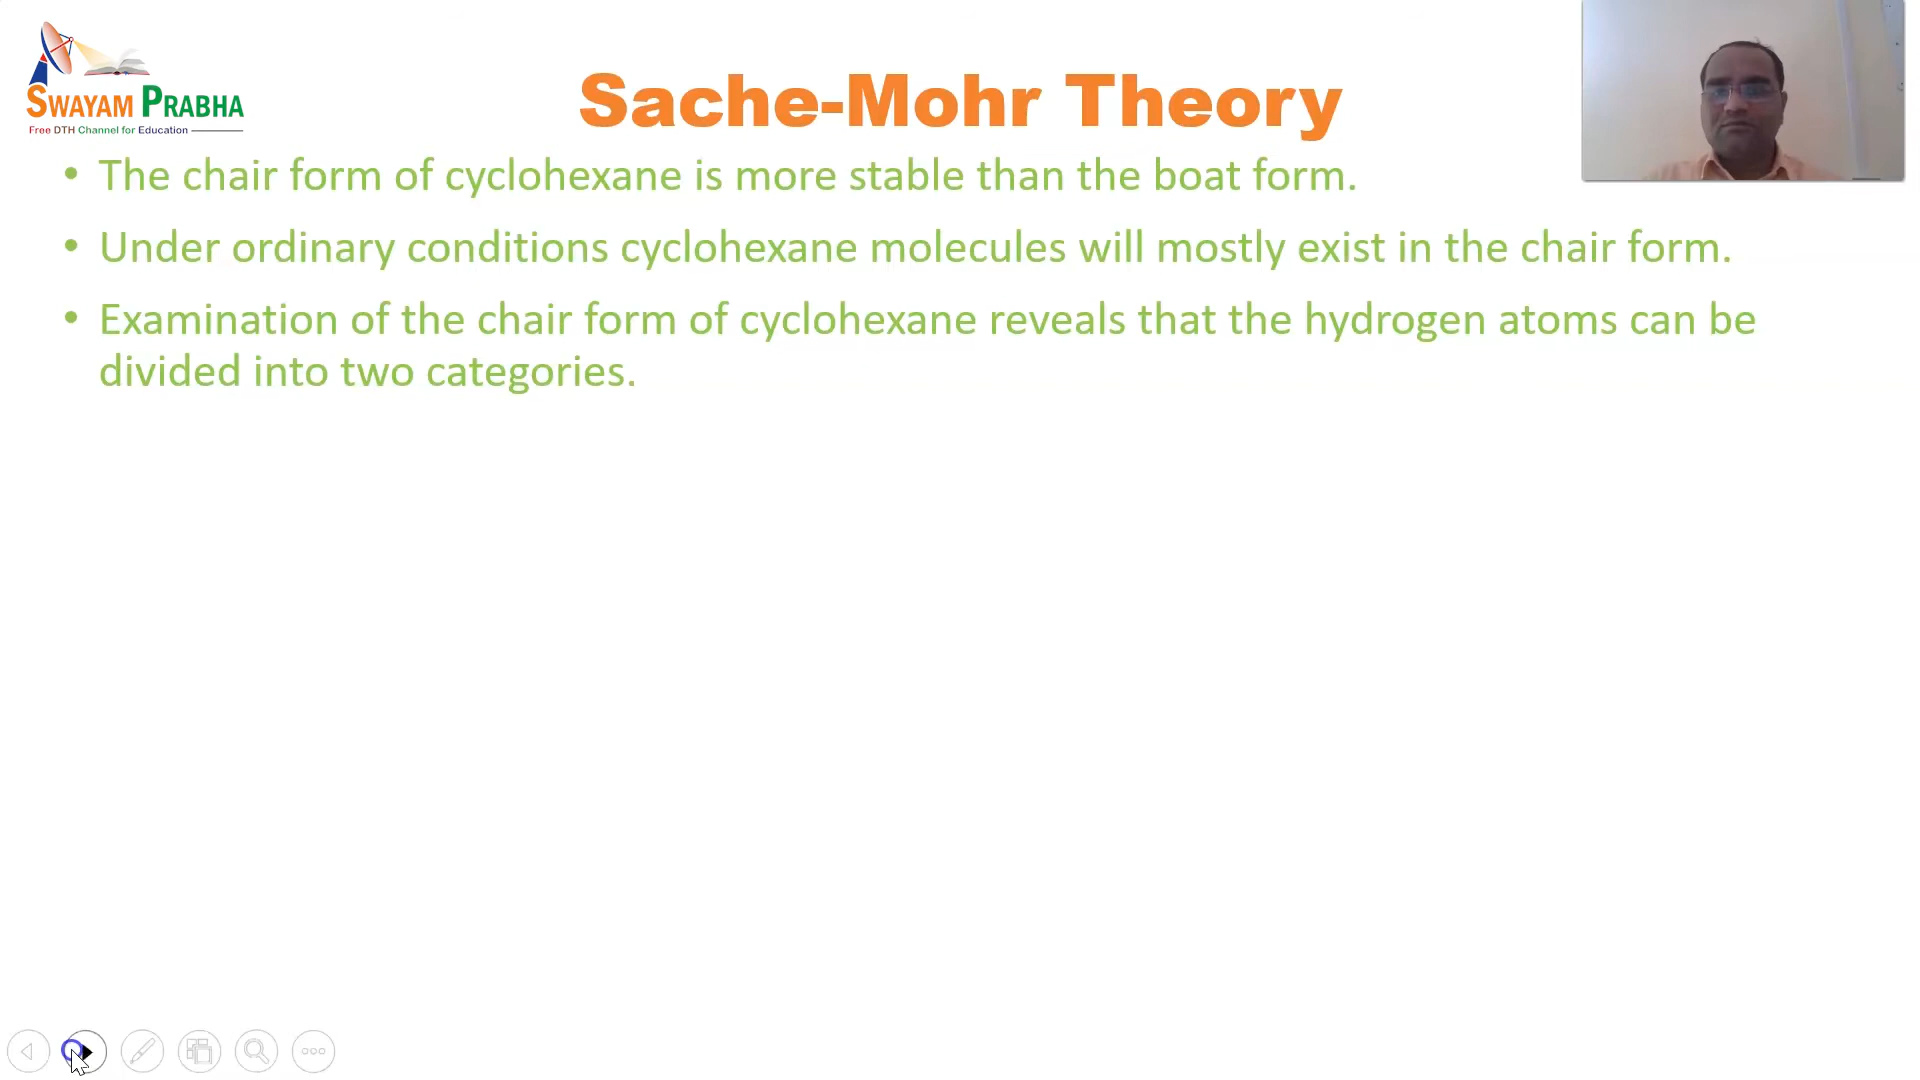 SWAYAM PRABHA
Free DTH Channel for Education
Sache-Mohr Theory
• The chair form of cyclohexane is more stable than the boat form.
• Under ordinary conditions cyclohexane molecules will mostly exist in the chair form.
• Examination of the chair form of cyclohexane reveals that the hydrogen atoms can be
divided into two categories.